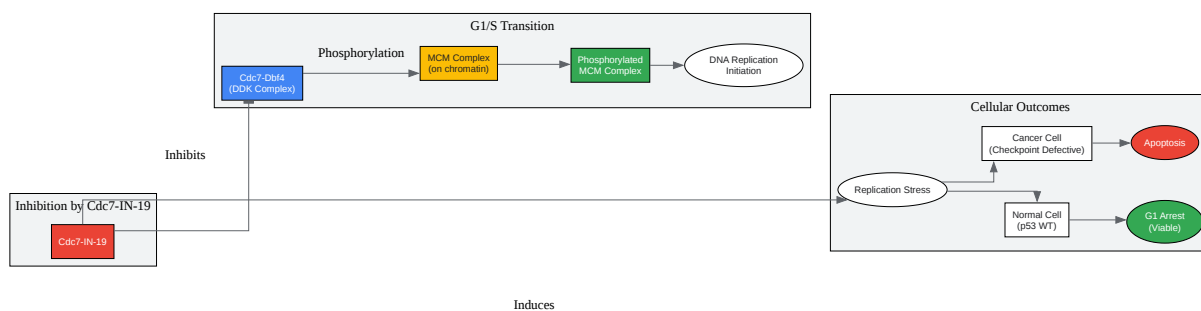 G1/S Transition
Phosphorylation
Cdc7-Dbf4
(DDK Complex)
MCM Complex
(on chromatin)
Phosphorylated
MCM Complex
DNA Replication
Initiation
Inhibits
Inhibition by Cdc7-IN-19
Cdc7-IN-19
Cellular Outcomes
Replication Stress
Cancer Cell
(Checkpoint Defective)
Apoptosis
Normal Cell
(p53 WT)
G1 Arrest
(Viable)
Induces